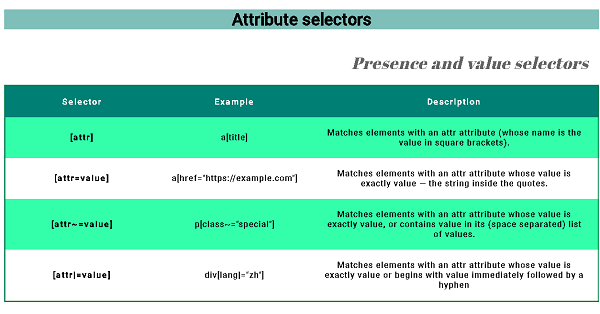 Attribute selectors
Presence and value selectors
Selector Example Description
[attr] a[title] Matches elements with an attr attribute (whose name is the
value in square brackets).
[attr=value] a[href="https://example.com"] Matches elements with an attr attribute whose value is
exactly value — the string inside the quotes.
[attr~=value] p[class~="special"] Matches elements with an attr attribute whose value is
exactly value, or contains value in its (space separated) list
of values.
[attr|=value] div[lang|="zh"] Matches elements with an attr attribute whose value is
exactly value or begins with value immediately followed by a
hyphen